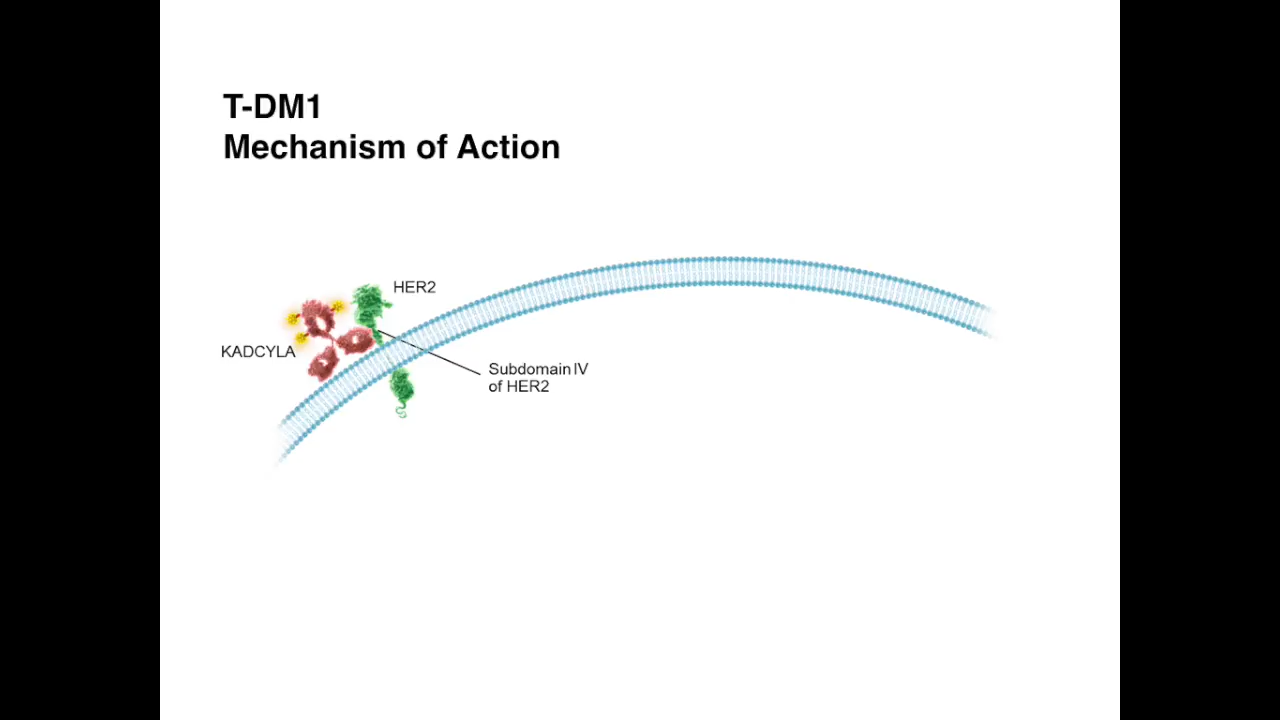 T-DM1
Mechanism of Action
HER2
KADCYLA
Subdomain IV
of HER2